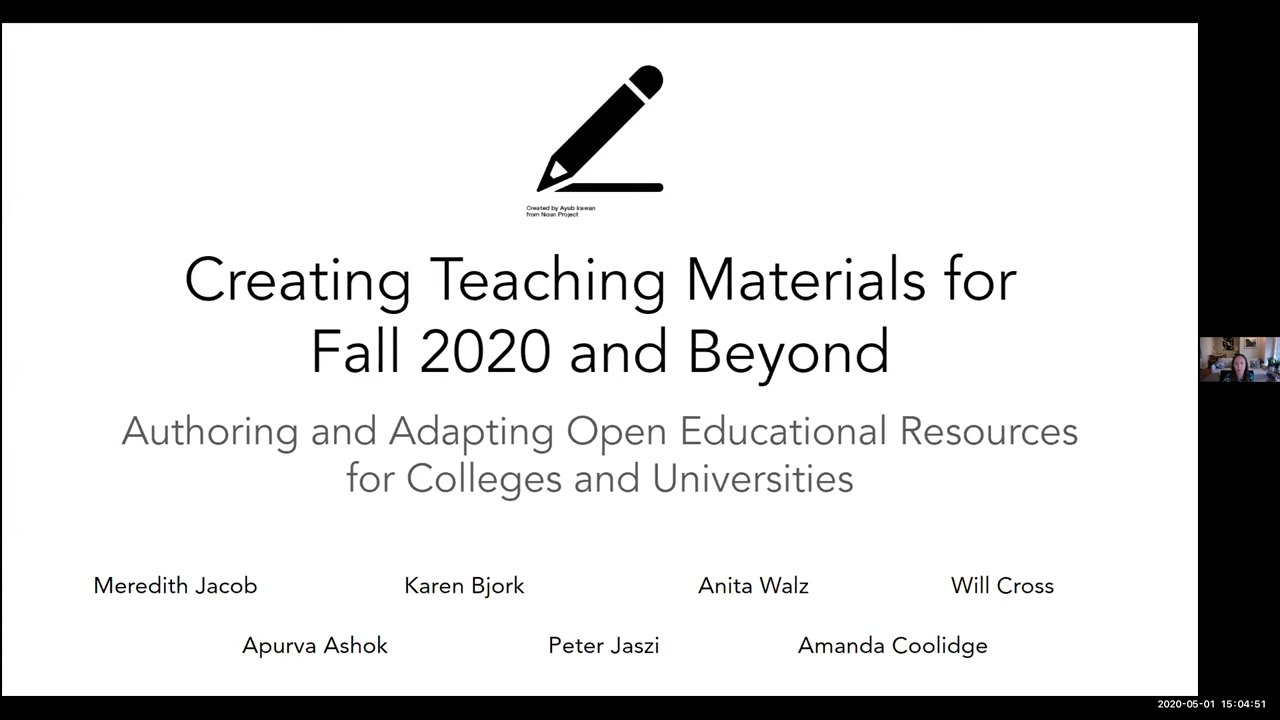 Created by Ayub Irawan
from Noun Project
Creating Teaching Materials for
Fall 2020 and Beyond
Authoring and Adapting Open Educational Resources
for Colleges and Universities
Meredith Jacob Karen Bjork Anita Walz Will Cross
Apurva Ashok Peter Jaszi Amanda Coolidge
2020-05-01 15:04:51